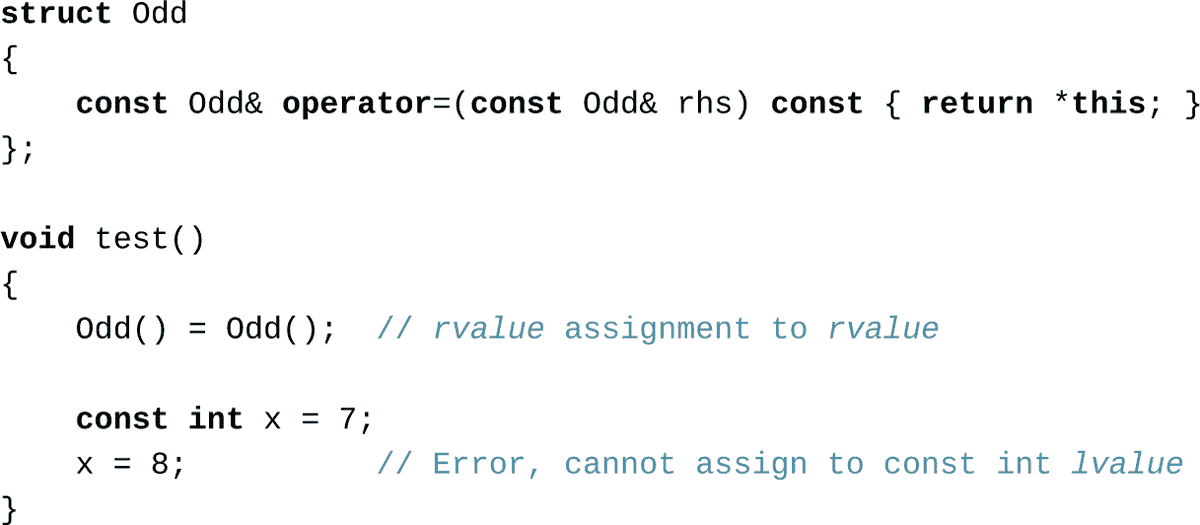 struct Odd
{
    const Odd& operator=(const Odd& rhs) const { return *this; }
};

void test()
{
    Odd() = Odd();  // rvalue assignment to rvalue

    const int x = 7;
    x = 8;          // Error, cannot assign to const int lvalue
}